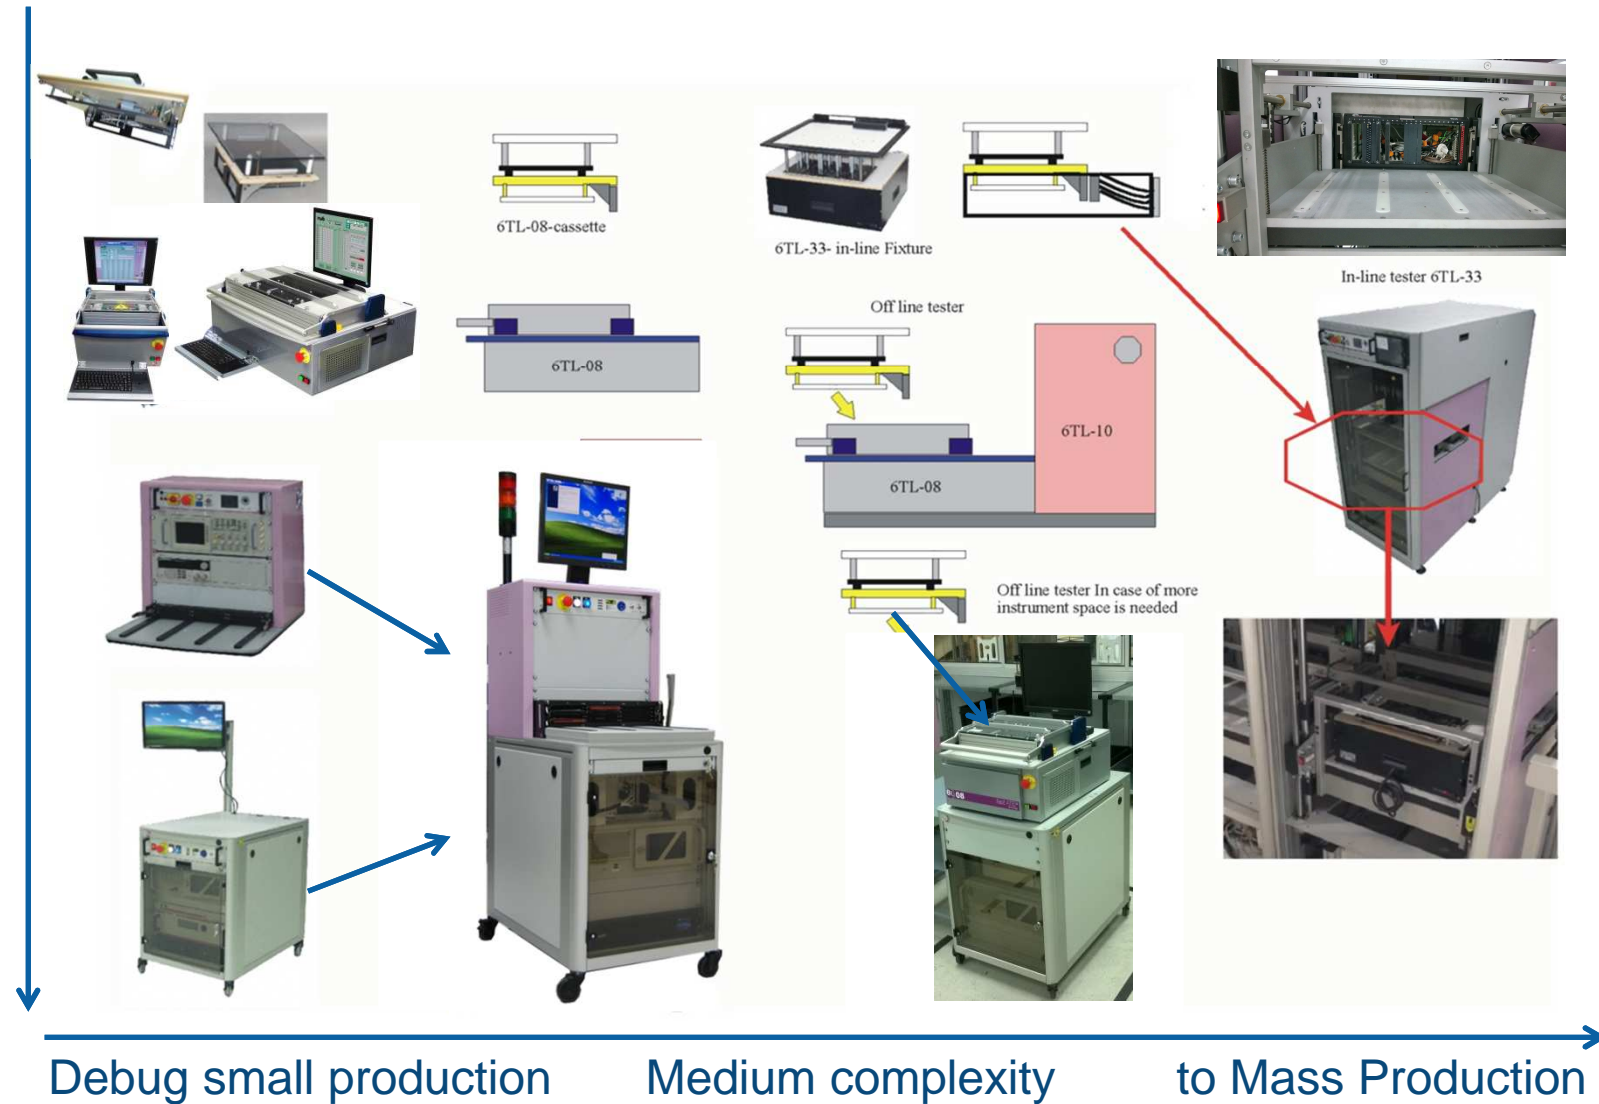 6TL-08-cassette
6TL-33- in-line Fixture
In-line tester 6TL-33
Off line tester
6TL-08
6TL-10
6TL-08
Off line tester In case of more
instrument space is needed
Debug small production
Medium complexity
to Mass Production